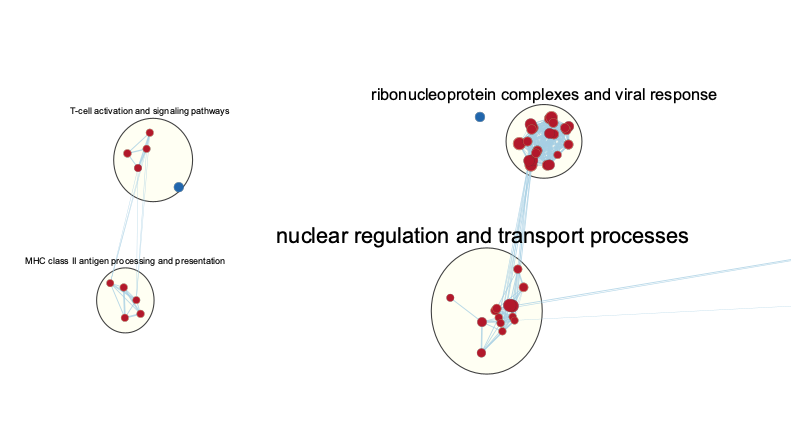 ribonucleoprotein complexes and viral response
T-cell activation and signaling pathways
nuclear regulation and transport processes
MHC class II antigen processing and presentation